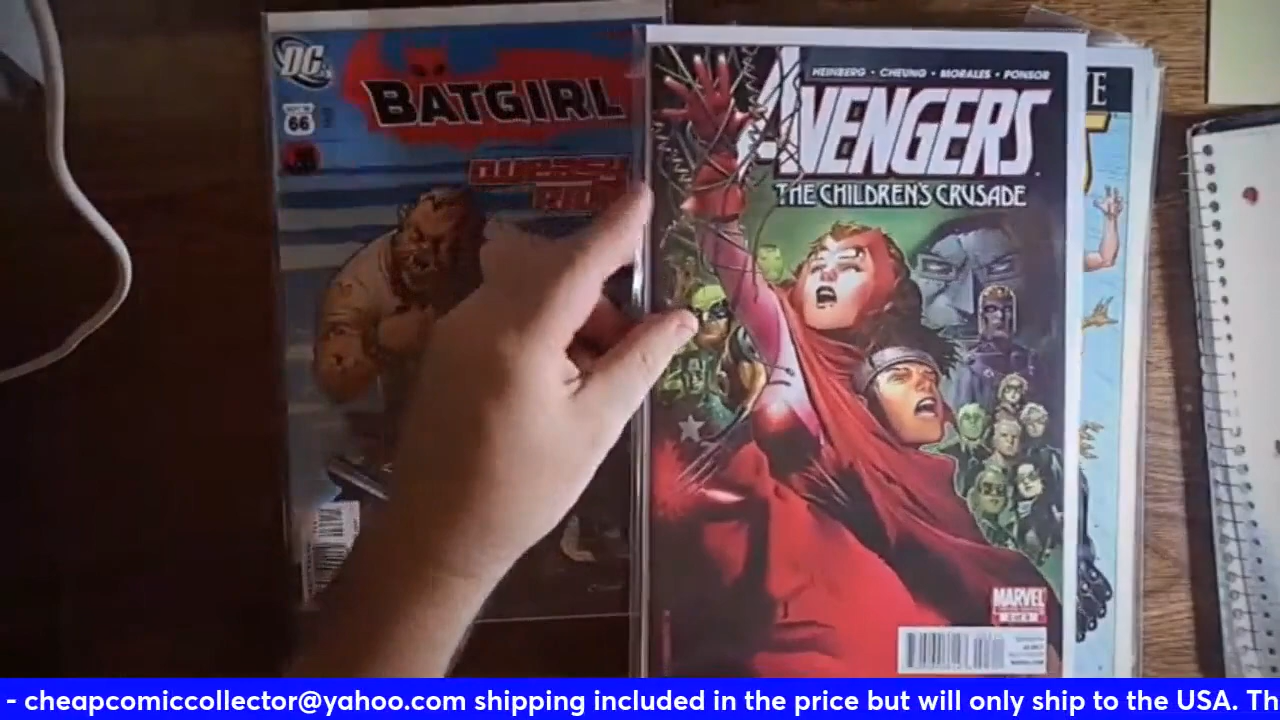 DC
BATGIRL
66
HEINBERG • CHEUNG • MORALES • PONSOR
AVENGERS
THE CHILDREN'S CRUSADE
MARVEL
- cheapcomiccollector@yahoo.com shipping included in the price but will only ship to the USA. Th